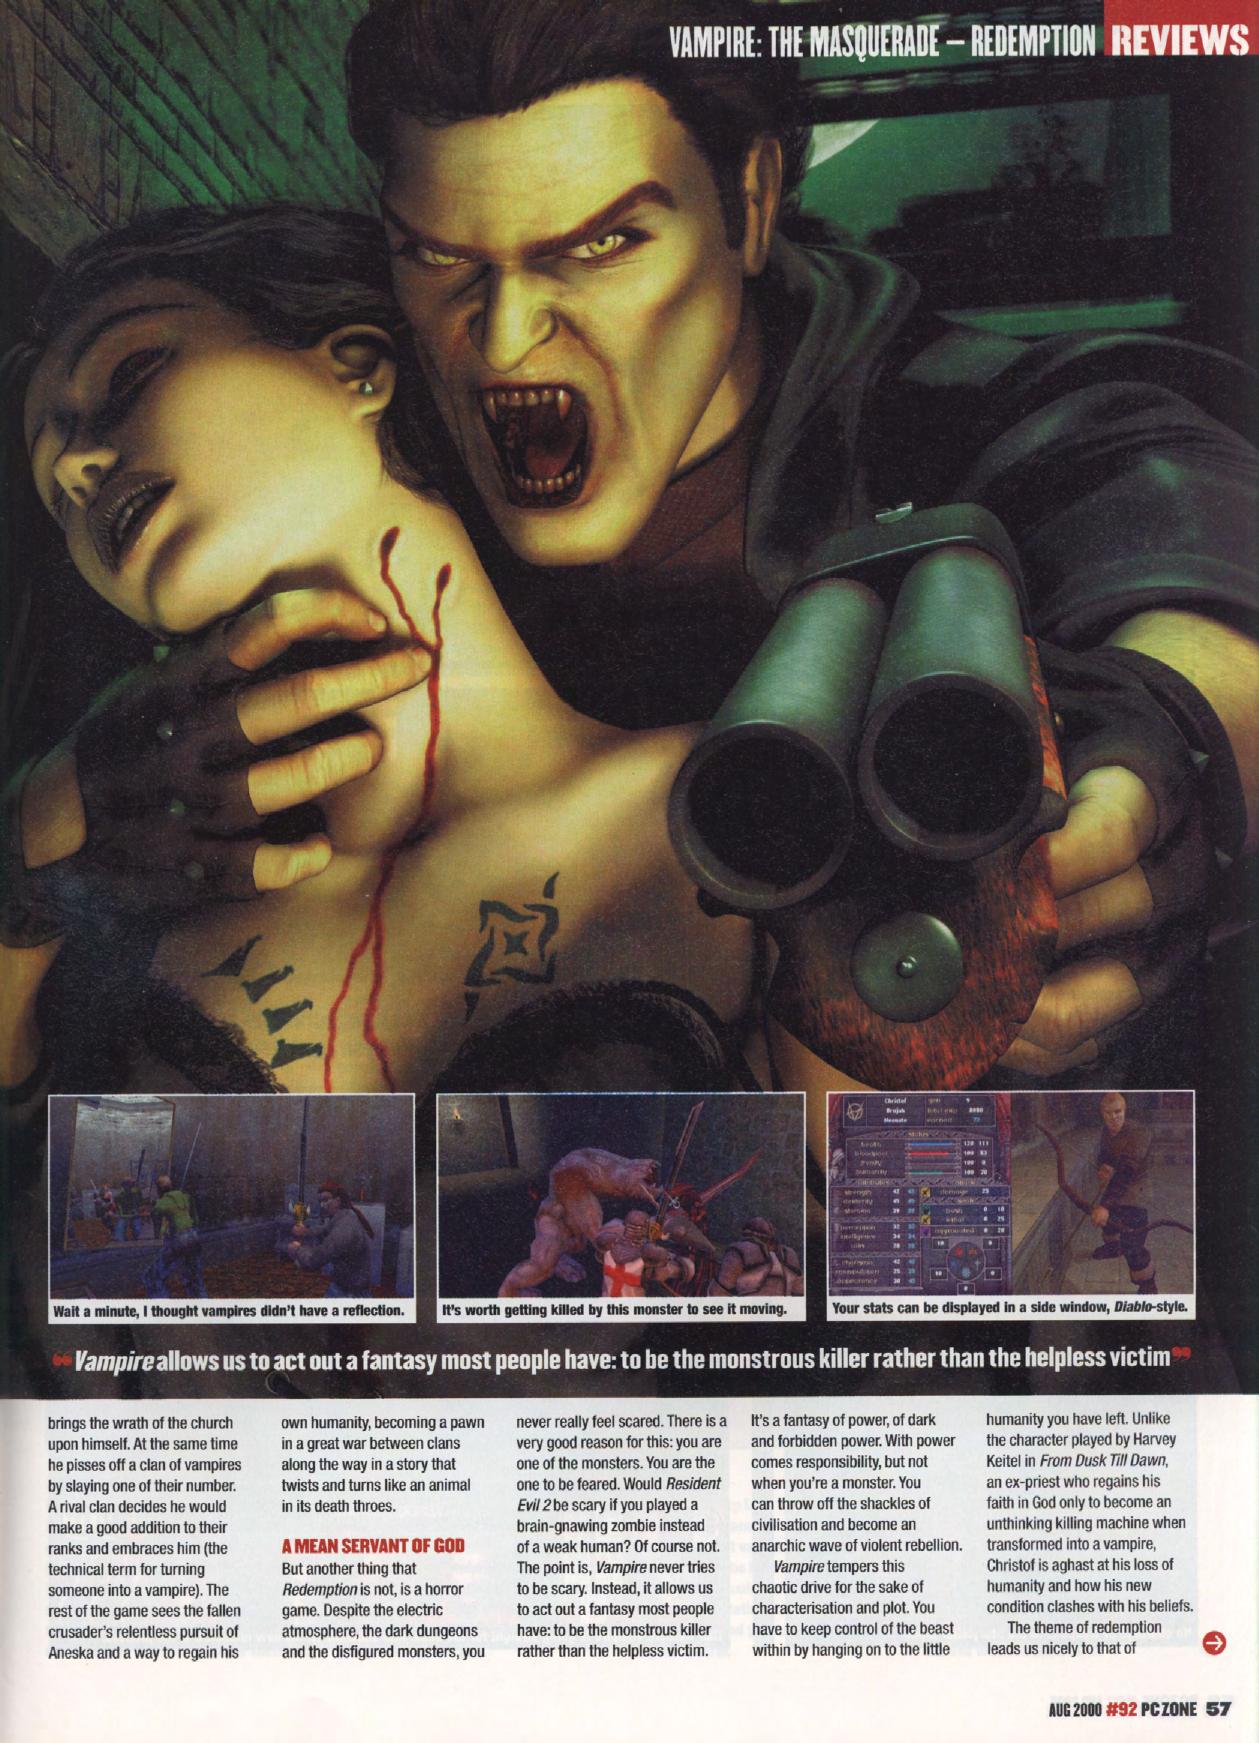 VAMPIRE: THE MASQUERADE – REDEMPTION REVIEWS
Christof
Brujah
Neonate
Wait a minute, I thought vampires didn't have a reflection.
It's worth getting killed by this monster to see it moving.
Your stats can be displayed in a side window, Diablo-style.
“Vampire allows us to act out a fantasy most people have: to be the monstrous killer rather than the helpless victim”
brings the wrath of the church
upon himself. At the same time
he pisses off a clan of vampires
by slaying one of their number.
A rival clan decides he would
make a good addition to their
ranks and embraces him (the
technical term for turning
someone into a vampire). The
rest of the game sees the fallen
crusader's relentless pursuit of
Aneska and a way to regain his
own humanity, becoming a pawn
in a great war between clans
along the way in a story that
twists and turns like an animal
in its death throes.
A MEAN SERVANT OF GOD
But another thing that
Redemption is not, is a horror
game. Despite the electric
atmosphere, the dark dungeons
and the disfigured monsters, you
never really feel scared. There is a
very good reason for this: you are
one of the monsters. You are the
one to be feared. Would Resident
Evil 2 be scary if you played a
brain-gnawing zombie instead
of a weak human? Of course not.
The point is, Vampire never tries
to be scary. Instead, it allows us
to act out a fantasy most people
have: to be the monstrous killer
rather than the helpless victim.
It's a fantasy of power, of dark
and forbidden power. With power
comes responsibility, but not
when you're a monster. You
can throw off the shackles of
civilisation and become an
anarchic wave of violent rebellion.
Vampire tempers this
chaotic drive for the sake of
characterisation and plot. You
have to keep control of the beast
within by hanging on to the little
humanity you have left. Unlike
the character played by Harvey
Keitel in From Dusk Till Dawn,
an ex-priest who regains his
faith in God only to become an
unthinking killing machine when
transformed into a vampire,
Christof is aghast at his loss of
humanity and how his new
condition clashes with his beliefs.
The theme of redemption
leads us nicely to that of
AUG 2000 #92 PC ZONE 57